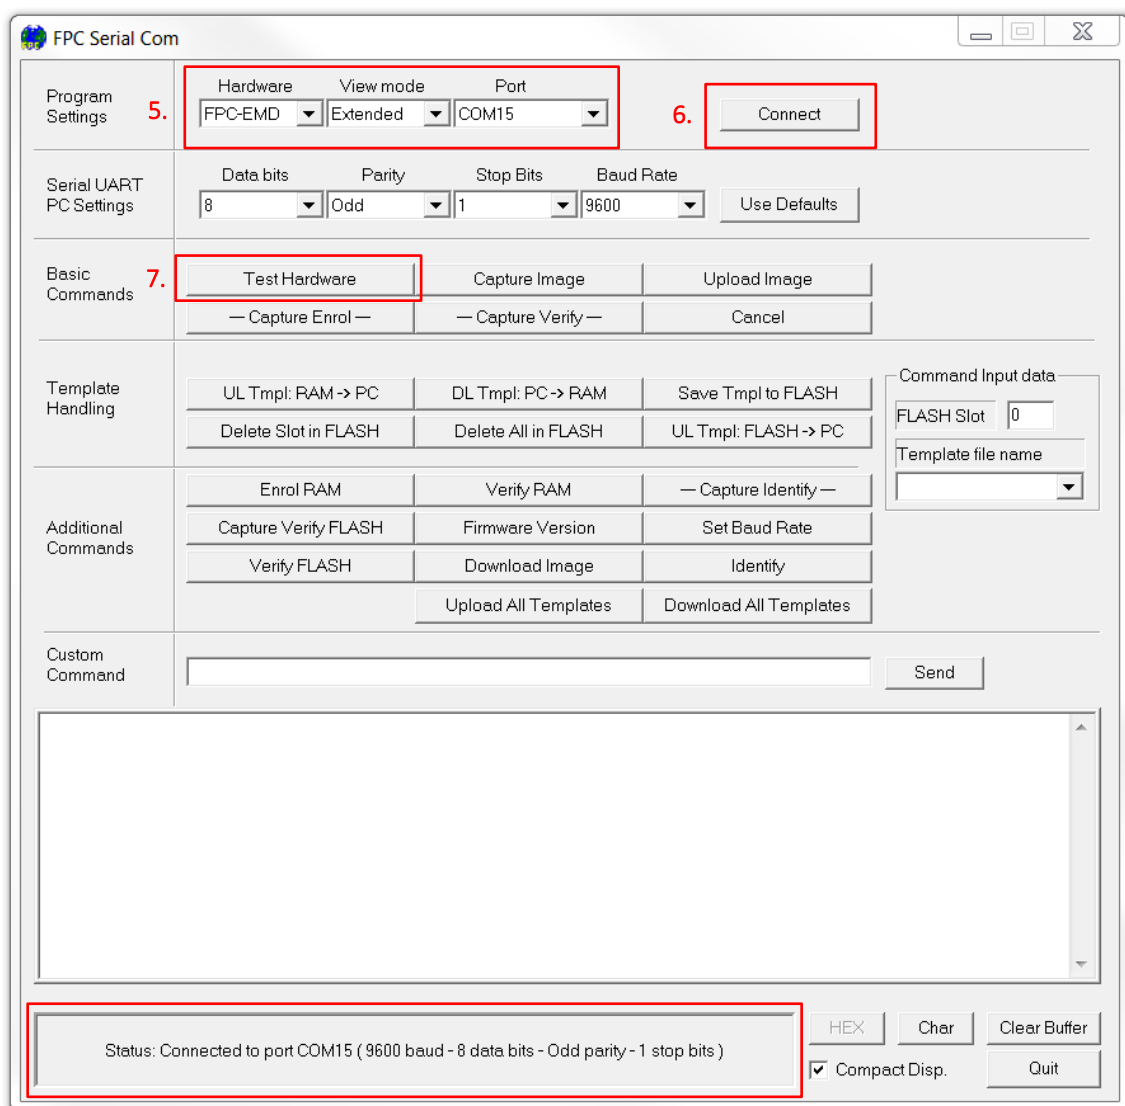 FPC Serial Com
Hardware View mode Port
Program Settings 5. FPC-EMD Extended COM15 6. Connect
Data bits Parity Stop Bits Baud Rate
Serial UART PC Settings 8 Odd 1 9600 Use Defaults
Basic Commands 7. Test Hardware Capture Image Upload Image
— Capture Enrol — — Capture Verify — Cancel
Template Handling UL Tmpl: RAM -> PC DL Tmpl: PC -> RAM Save Tmpl to FLASH
Delete Slot in FLASH Delete All in FLASH UL Tmpl: FLASH -> PC
Command Input data
FLASH Slot 0
Template file name
Enrol RAM Verify RAM — Capture Identify —
Additional Commands Capture Verify FLASH Firmware Version Set Baud Rate
Verify FLASH Download Image Identify
Upload All Templates Download All Templates
Custom Command Send
Status: Connected to port COM15 ( 9600 baud - 8 data bits - Odd parity - 1 stop bits )
HEX Char Clear Buffer
Compact Disp. Quit